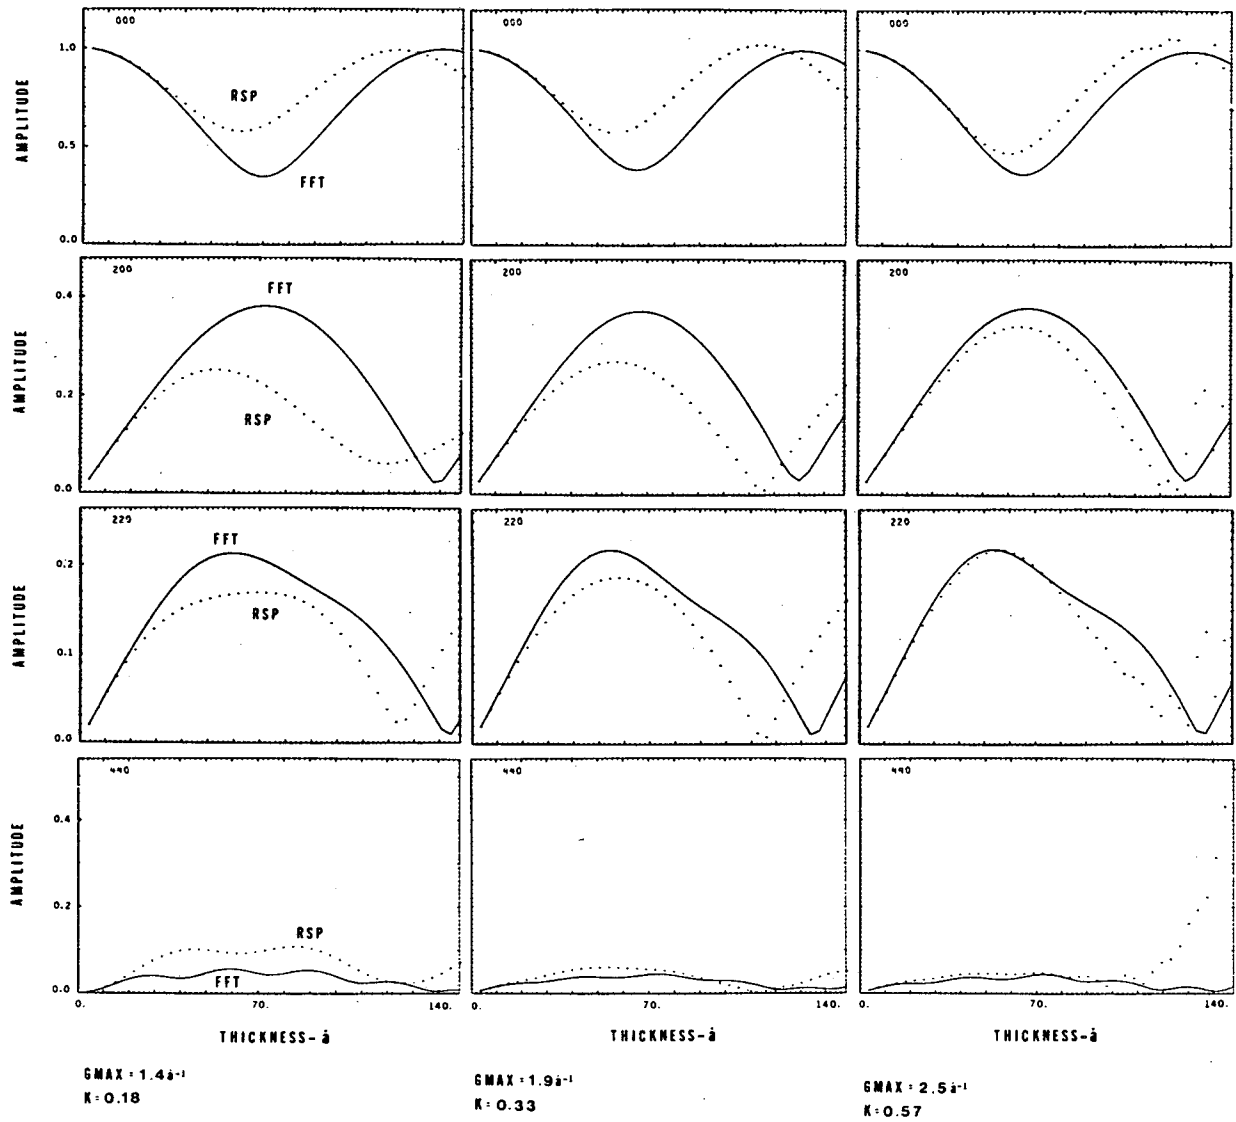 000 000 000
AMPLITUDE
1.0
RSP
0.5
FFT
0.0
200 200 200
AMPLITUDE
0.4
FFT
0.2
RSP
0.0
220 220 220
AMPLITUDE
FFT
0.2
RSP
0.1
0.0
440 440 440
AMPLITUDE
0.4
0.2
RSP
FFT
0.0
0. 70. 140. 0. 70. 140. 0. 70. 140.
THICKNESS-å THICKNESS-å THICKNESS-å
GMAX=1.4å-1
K=0.18
GMAX=1.9å-1
K=0.33
GMAX=2.5å-1
K=0.57